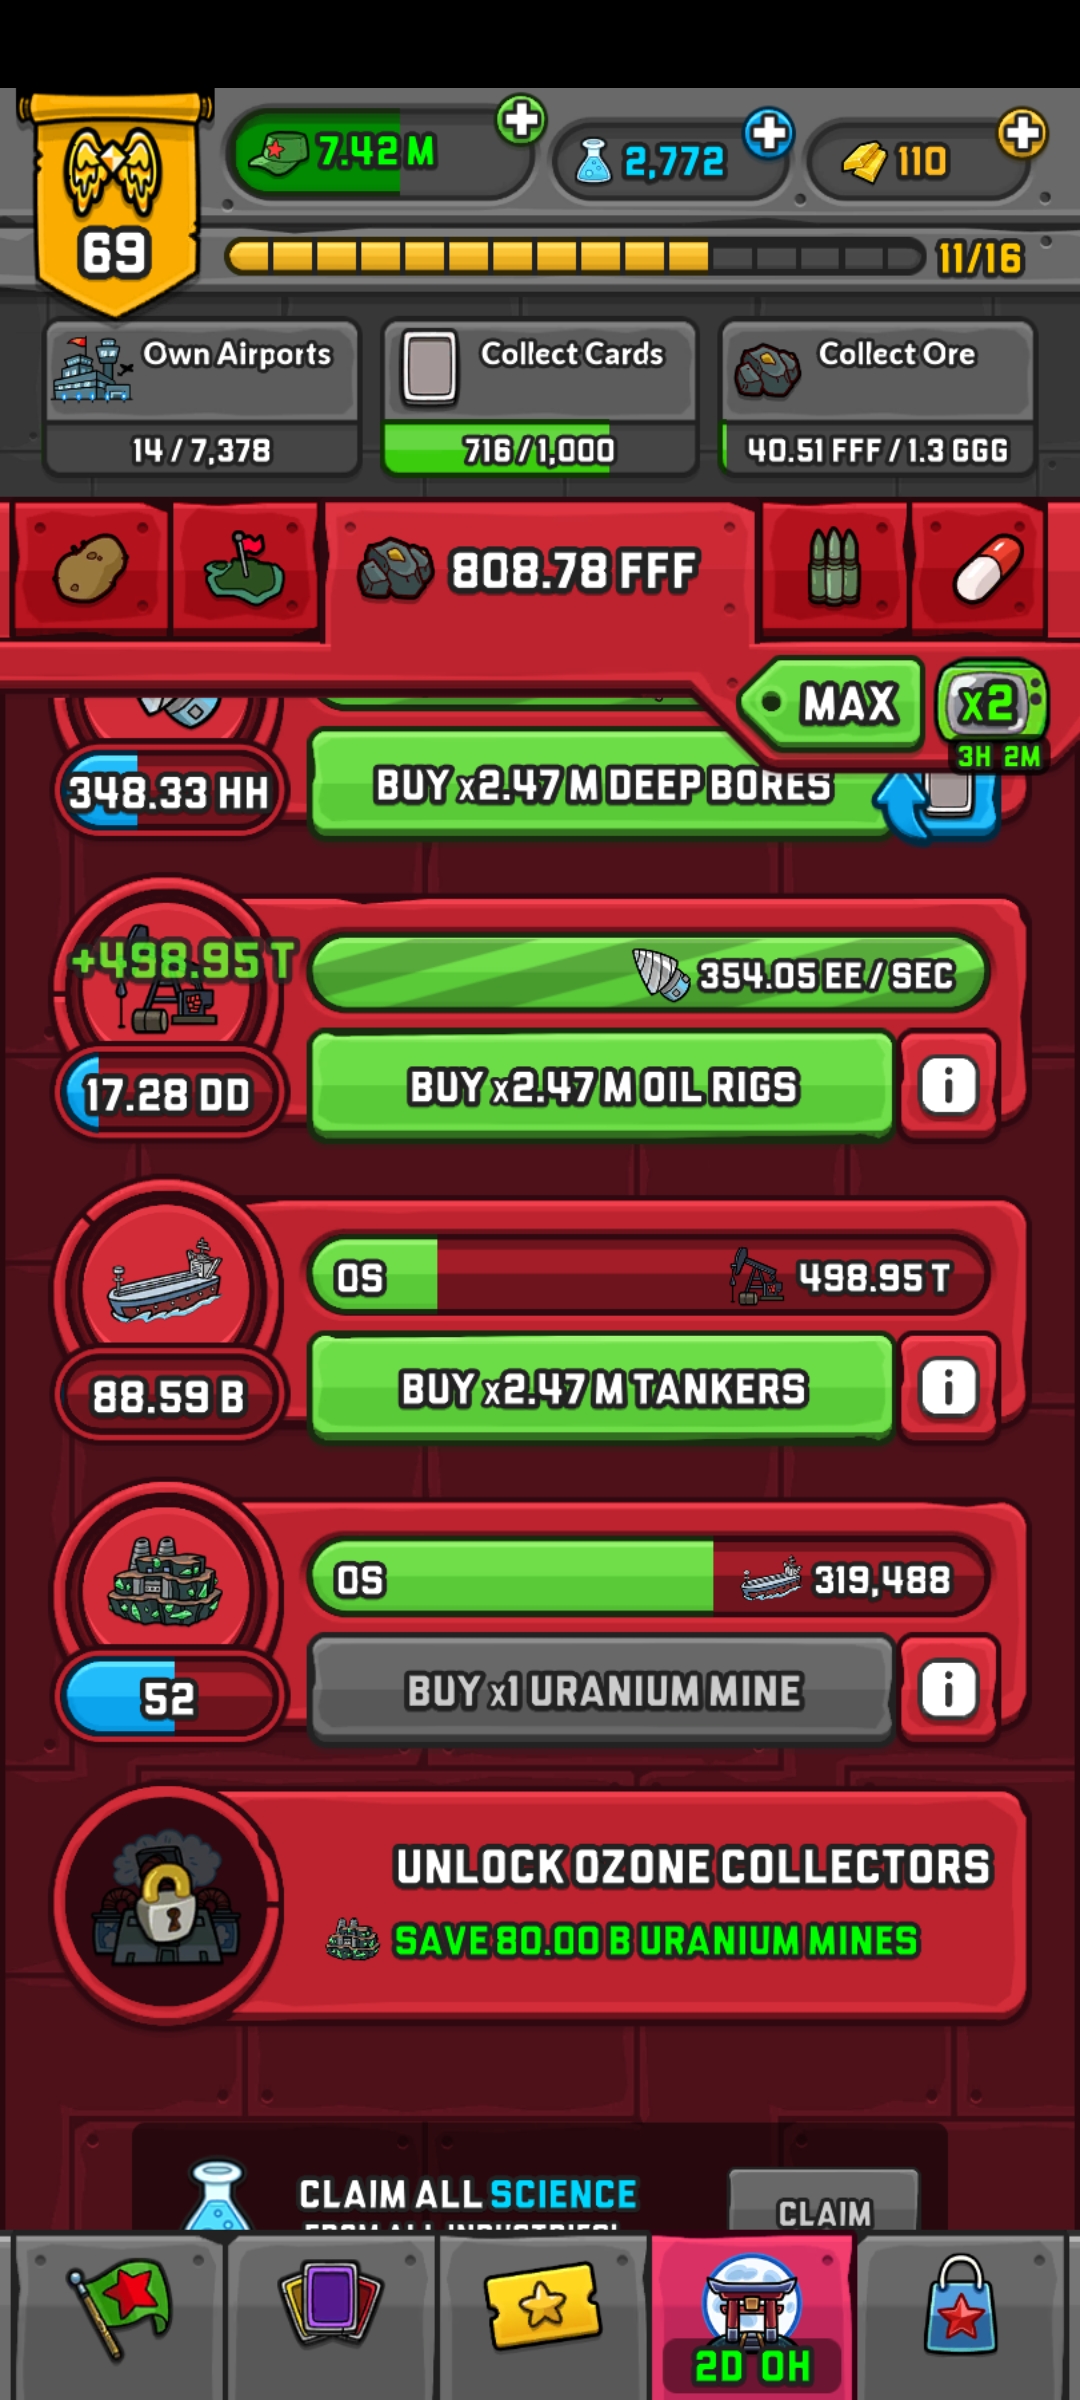 7.42 M
2,772
110
69
11/16
Own Airports
14 / 7,378
Collect Cards
716 / 1,000
Collect Ore
40.51 FFF / 1.3 GGG
808.78 FFF
MAX
x2
3H 2M
348.33 HH
BUY x2.47 M DEEP BORES
+498.95 T
354.05 EE / SEC
17.28 DD
BUY x2.47 M OIL RIGS
0S
498.95 T
88.59 B
BUY x2.47 M TANKERS
0S
319,488
52
BUY x1 URANIUM MINE
UNLOCK OZONE COLLECTORS
SAVE 80.00 B URANIUM MINES
CLAIM ALL SCIENCE
FROM ALL INDUSTRIES!
CLAIM
2D 0H